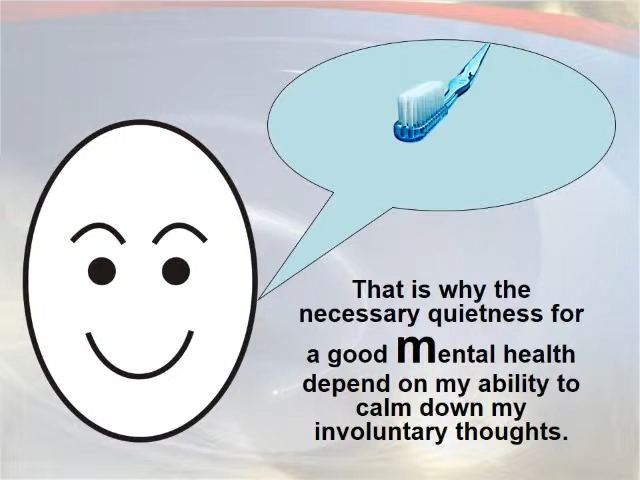 That is why the
necessary quietness for
a good mental health
depend on my ability to
calm down my
involuntary thoughts.